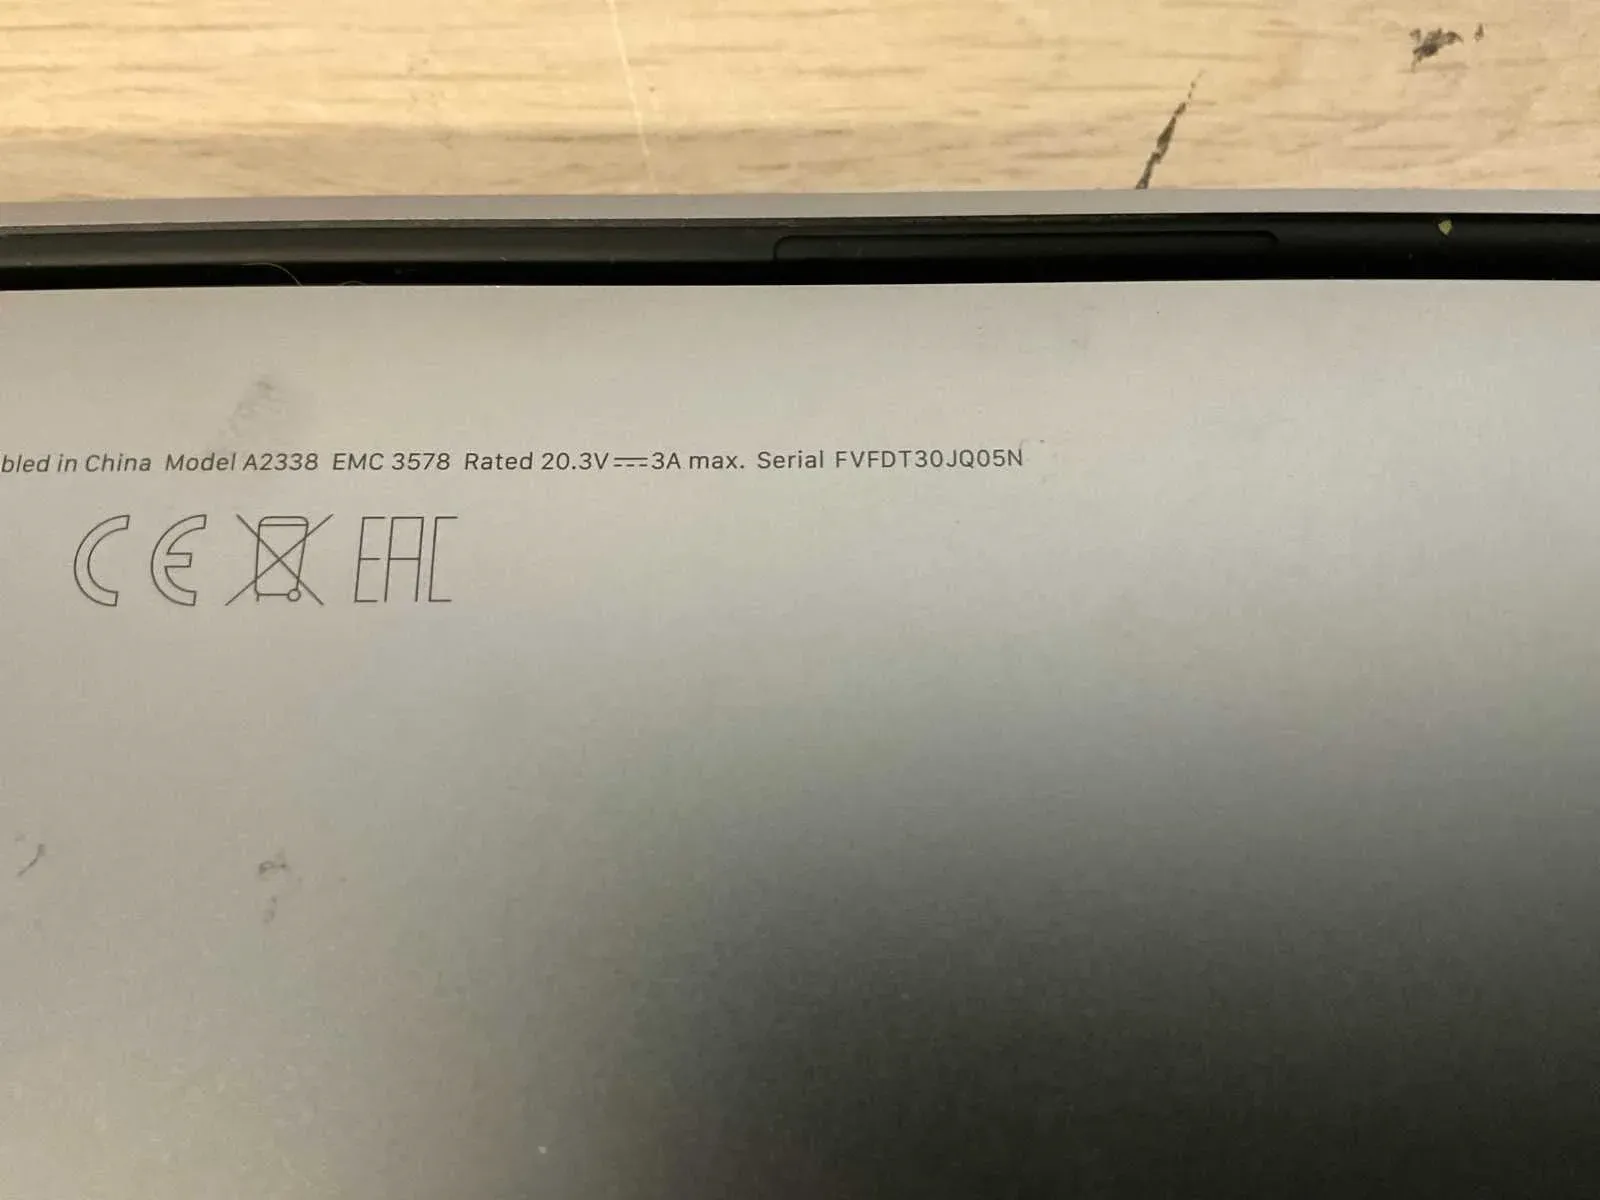 bled in China Model A2338 EMC 3578 Rated 20.3V⎓3A max. Serial FVFDT30JQ05N
CE EAC